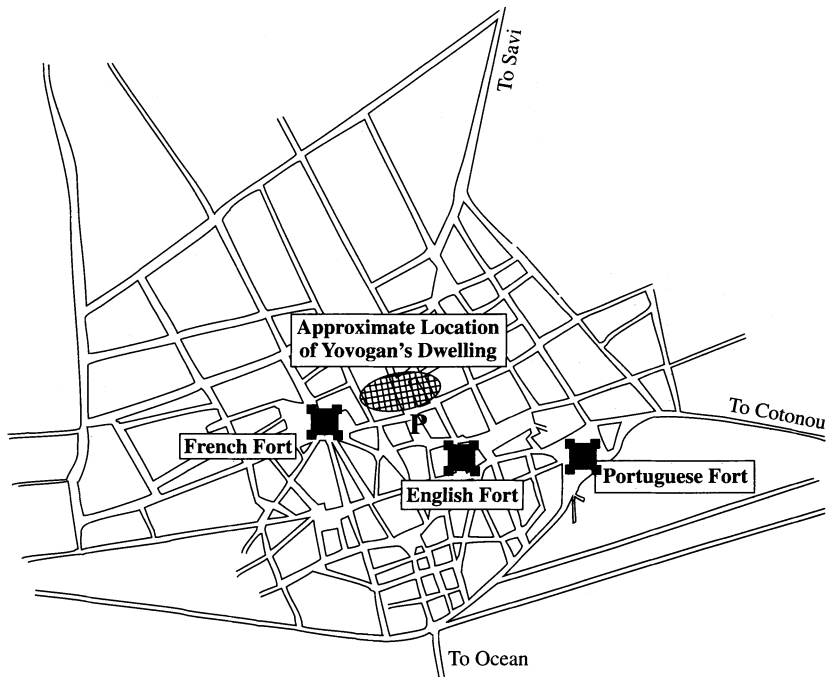 To Savi
Approximate Location
of Yovogan's Dwelling
To Cotonou
P
French Fort
English Fort
Portuguese Fort
To Ocean